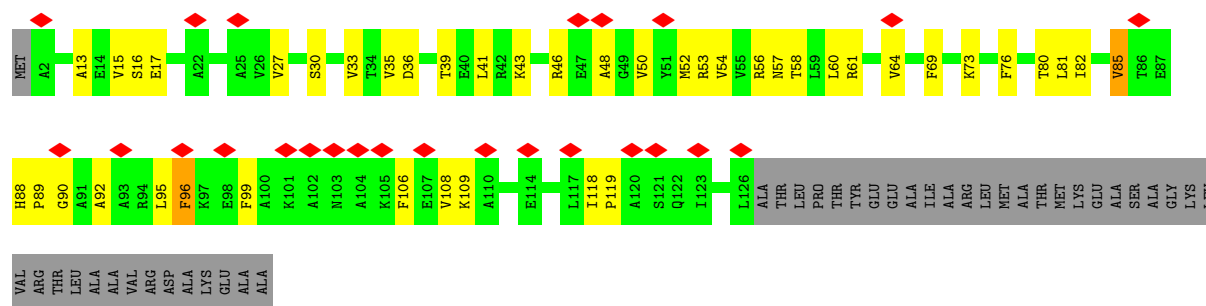 MET A2 A13 E14 V15 S16 E17 A22 A25 V26 V27 S30 V33 T34 V35 D36 T39 E40 L41 R42 K43 R46 E47 A48 G49 V50 Y51 M52 R53 V54 V55 R56 N57 T58 L59 L60 R61 V64 F69 K73 F76 T80 L81 I82 V85 T86 E87
H88 P89 G90 A91 A92 A93 R94 L95 F96 K97 E98 F99 A100 K101 A102 N103 A104 K105 F106 E107 V108 K109 A110 E114 L117 I118 P119 A120 S121 Q122 I123 L126 ALA THR LEU PRO THR TYR GLU GLU ALA ILE ALA ARG LEU MET ALA THR MET LYS GLU ALA SER ALA GLY LYS
VAL ARG THR LEU ALA ALA VAL ARG ASP ALA LYS GLU ALA ALA